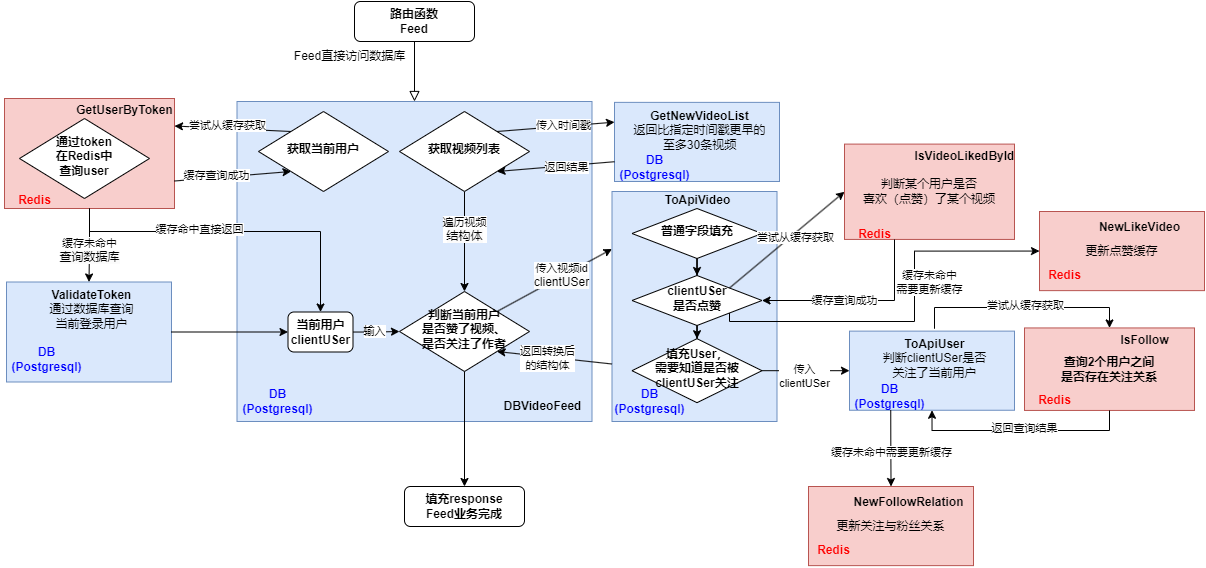 路由函数
Feed
Feed直接访问数据库
GetUserByToken
通过token
在Redis中
查询user
Redis
尝试从缓存获取
缓存查询成功
获取当前用户
获取视频列表
传入时间戳
返回结果
GetNewVideoList
返回比指定时间戳更早的
至多30条视频
DB
(Postgresql)
缓存未命中
查询数据库
缓存命中直接返回
遍历视频
结构体
ValidateToken
通过数据库查询
当前登录用户
DB
(Postgresql)
当前用户
clientUSer
输入
判断当前用户
是否赞了视频、
是否关注了作者
传入视频id
clientUSer
返回转换后
的结构体
DB
(Postgresql)
DBVideoFeed
填充response
Feed业务完成
ToApiVideo
普通字段填充
clientUSer
是否点赞
填充User,
需要知道是否被
clientUSer关注
DB
(Postgresql)
尝试从缓存获取
缓存查询成功
IsVideoLikedById
判断某个用户是否
喜欢（点赞）了某个视频
Redis
缓存未命中
需要更新缓存
NewLikeVideo
更新点赞缓存
Redis
传入
clientUSer
ToApiUser
判断clientUSer是否
关注了当前用户
DB
(Postgresql)
尝试从缓存获取
IsFollow
查询2个用户之间
是否存在关注关系
Redis
返回查询结果
缓存未命中需要更新缓存
NewFollowRelation
更新关注与粉丝关系
Redis